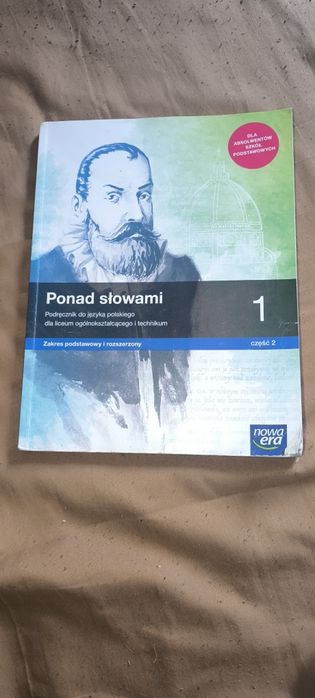 DLA
ABSOLWENTÓW
SZKÓŁ
PODSTAWOWYCH
Ponad słowami
1
Podręcznik do języka polskiego
dla liceum ogólnokształcącego i technikum
Zakres podstawowy i rozszerzony
część 2
nowa
era